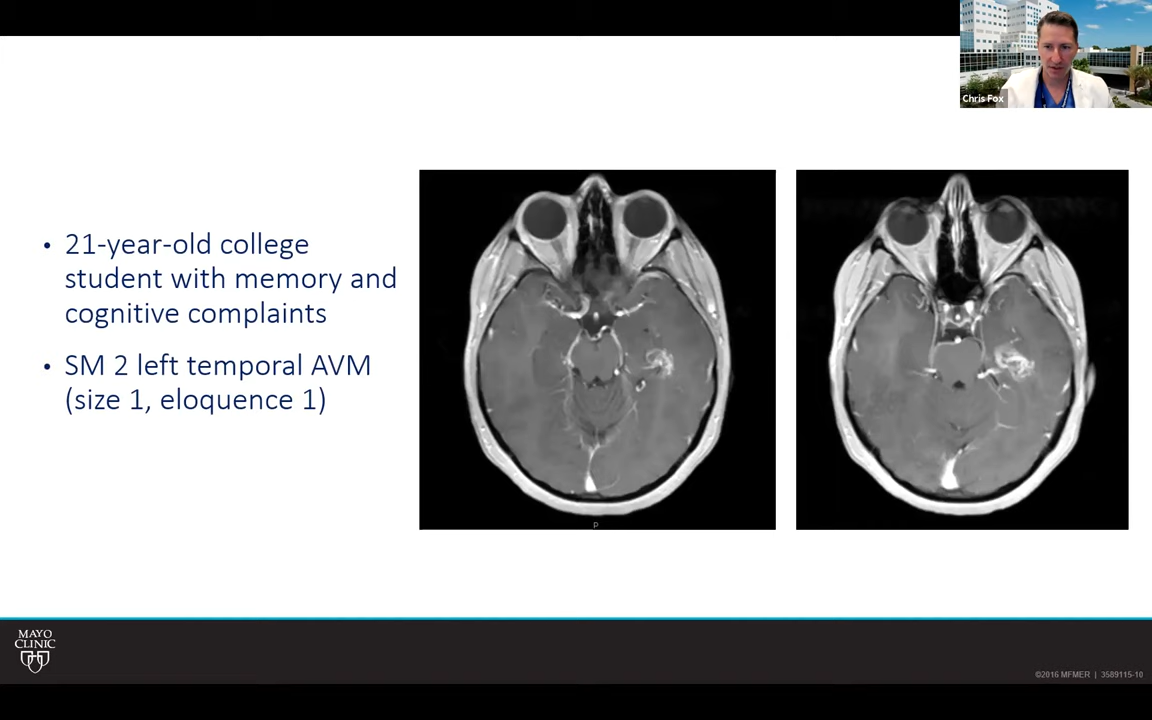 Chris Fox
• 21-year-old college
student with memory and
cognitive complaints
• SM 2 left temporal AVM
(size 1, eloquence 1)
P
MAYO
CLINIC
©2016 MFMER | 3589115-10